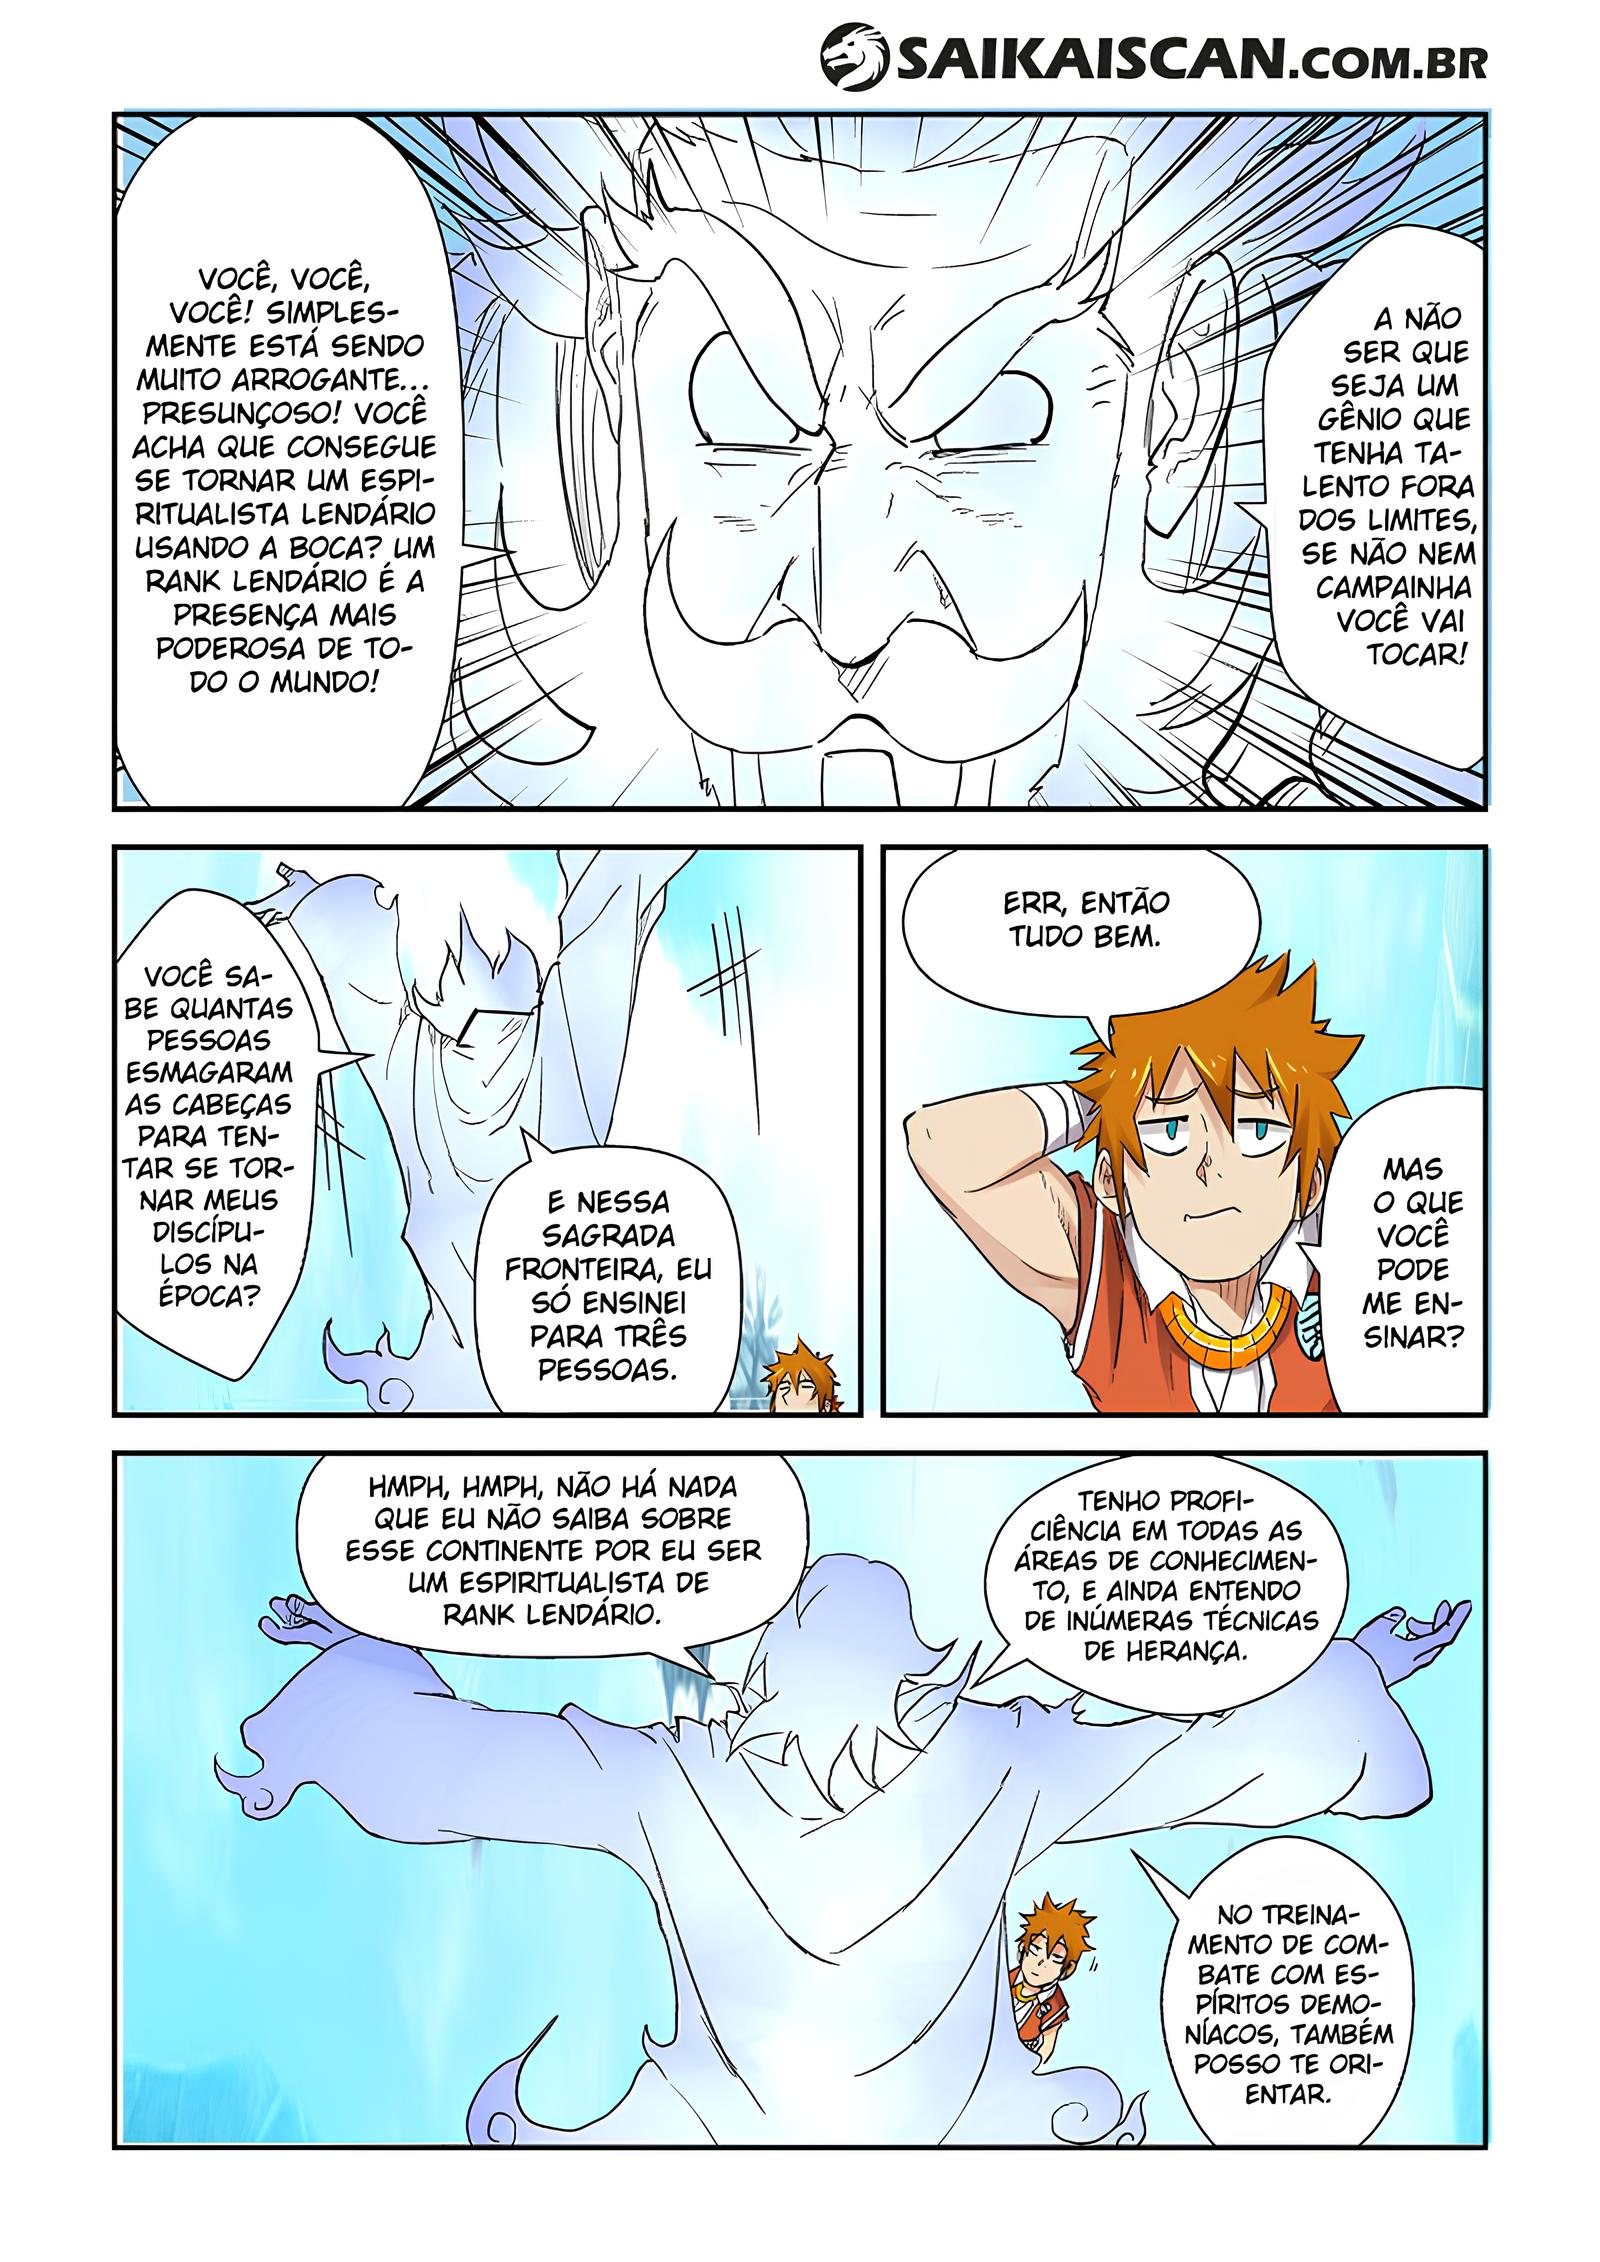 SAIKAISCAN.COM.BR
VOCÊ, VOCÊ,
VOCÊ! SIMPLES-
MENTE ESTÁ SENDO
MUITO ARROGANTE...
PRESUNÇOSO! VOCÊ
ACHA QUE CONSEGUE
SE TORNAR UM ESPI-
RITUALISTA LENDÁRIO
USANDO A BOCA? UM
RANK LENDÁRIO É A
PRESENÇA MAIS
PODEROSA DE TO-
DO O MUNDO!
A NÃO
SER QUE
SEJA UM
GÊNIO QUE
TENHA TA-
LENTO FORA
DOS LIMITES,
SE NÃO NEM
CAMPAINHA
VOCÊ VAI
TOCAR!
VOCÊ SA-
BE QUANTAS
PESSOAS
ESMAGARAM
AS CABEÇAS
PARA TEN-
TAR SE TOR-
NAR MEUS
DISCÍPU-
LOS NA
ÉPOCA?
E NESSA
SAGRADA
FRONTEIRA, EU
SÓ ENSINEI
PARA TRÊS
PESSOAS.
ERR, ENTÃO
TUDO BEM.
MAS
O QUE
VOCÊ
PODE
ME EN-
SINAR?
HMPH, HMPH, NÃO HÁ NADA
QUE EU NÃO SAIBA SOBRE
ESSE CONTINENTE POR EU SER
UM ESPIRITUALISTA DE
RANK LENDÁRIO.
TENHO PROFI-
CIÊNCIA EM TODAS AS
ÁREAS DE CONHECIMEN-
TO, E AINDA ENTENDO
DE INÚMERAS TÉCNICAS
DE HERANÇA.
NO TREINA-
MENTO DE COM-
BATE COM ES-
PÍRITOS DEMO-
NÍACOS, TAMBÉM
POSSO TE ORI-
ENTAR.